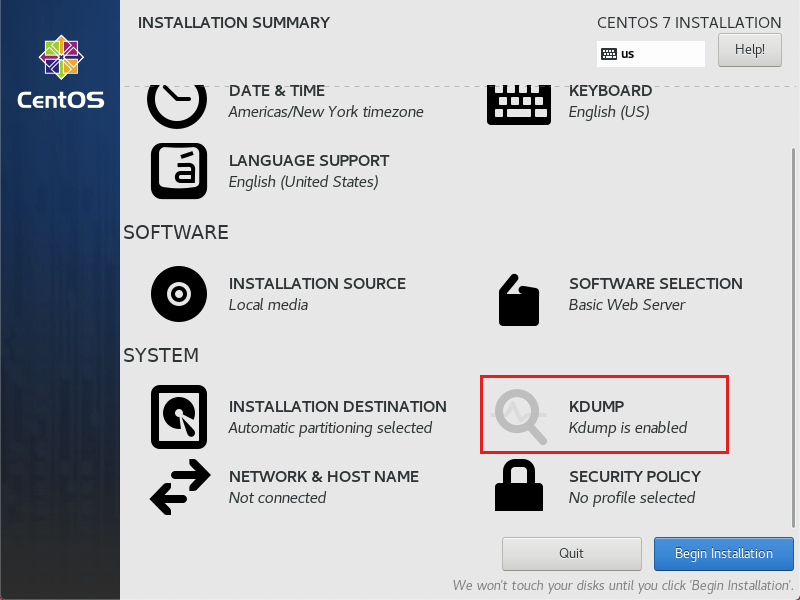 INSTALLATION SUMMARY
CENTOS 7 INSTALLATION
us
Help!
CentOS
DATE & TIME
Americas/New York timezone
KEYBOARD
English (US)
á
LANGUAGE SUPPORT
English (United States)
SOFTWARE
INSTALLATION SOURCE
Local media
SOFTWARE SELECTION
Basic Web Server
SYSTEM
INSTALLATION DESTINATION
Automatic partitioning selected
KDUMP
Kdump is enabled
NETWORK & HOST NAME
Not connected
SECURITY POLICY
No profile selected
Quit
Begin Installation
We won't touch your disks until you click 'Begin Installation'.